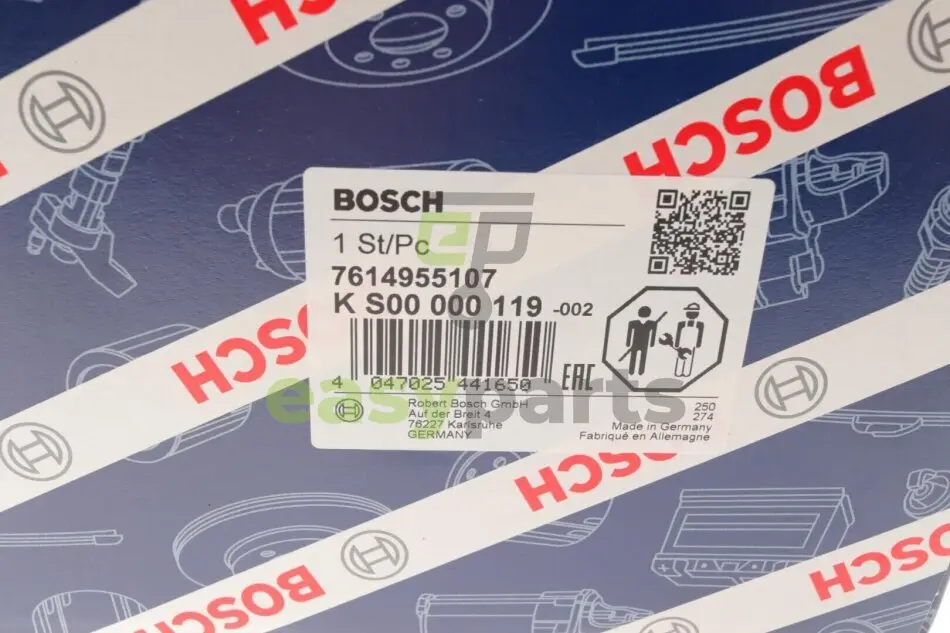 BOSCH
BOSCH
BOSCH
1 St/Pc
7614955107
K S00 000 119 -002
BOSCH
4 047025 441650
EAC
easyparts
Robert Bosch GmbH
Auf der Breit 4
76227 Karlsruhe
GERMANY
250
274
Made in Germany
Fabriqué en Allemagne
BOSCH
BOSCH
BOSCH